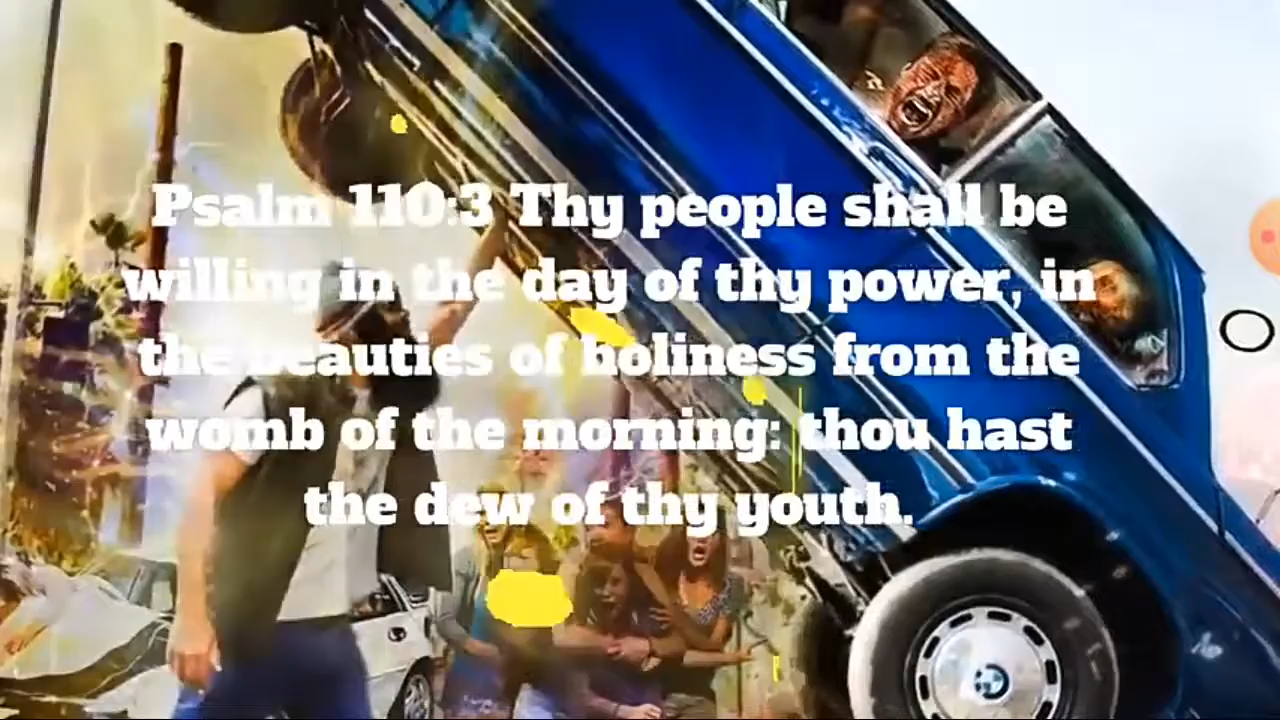 Psalm 110:3 Thy people shall be
willing in the day of thy power, in
the beauties of holiness from the
womb of the morning: thou hast
the dew of thy youth.